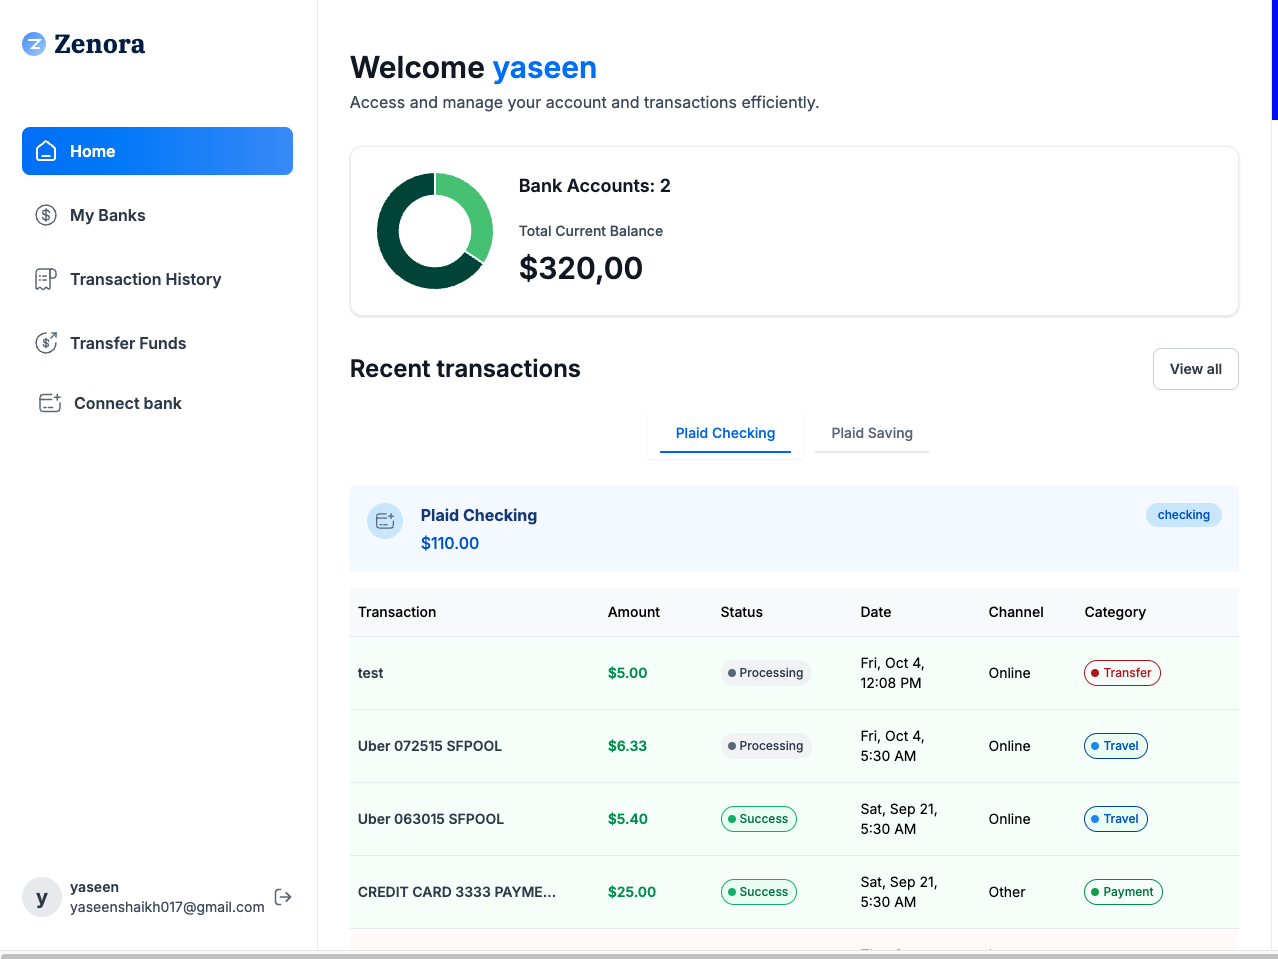 Zenora
Home
My Banks
Transaction History
Transfer Funds
Connect bank
y
yaseen
yaseenshaikh017@gmail.com
Welcome yaseen
Access and manage your account and transactions efficiently.
Bank Accounts: 2
Total Current Balance
$320,00
Recent transactions
View all
Plaid Checking
Plaid Saving
Plaid Checking
$110.00
checking
Transaction Amount Status Date Channel Category
test $5.00 Processing Fri, Oct 4, 12:08 PM Online Transfer
Uber 072515 SFPOOL $6.33 Processing Fri, Oct 4, 5:30 AM Online Travel
Uber 063015 SFPOOL $5.40 Success Sat, Sep 21, 5:30 AM Online Travel
CREDIT CARD 3333 PAYME... $25.00 Success Sat, Sep 21, 5:30 AM Other Payment